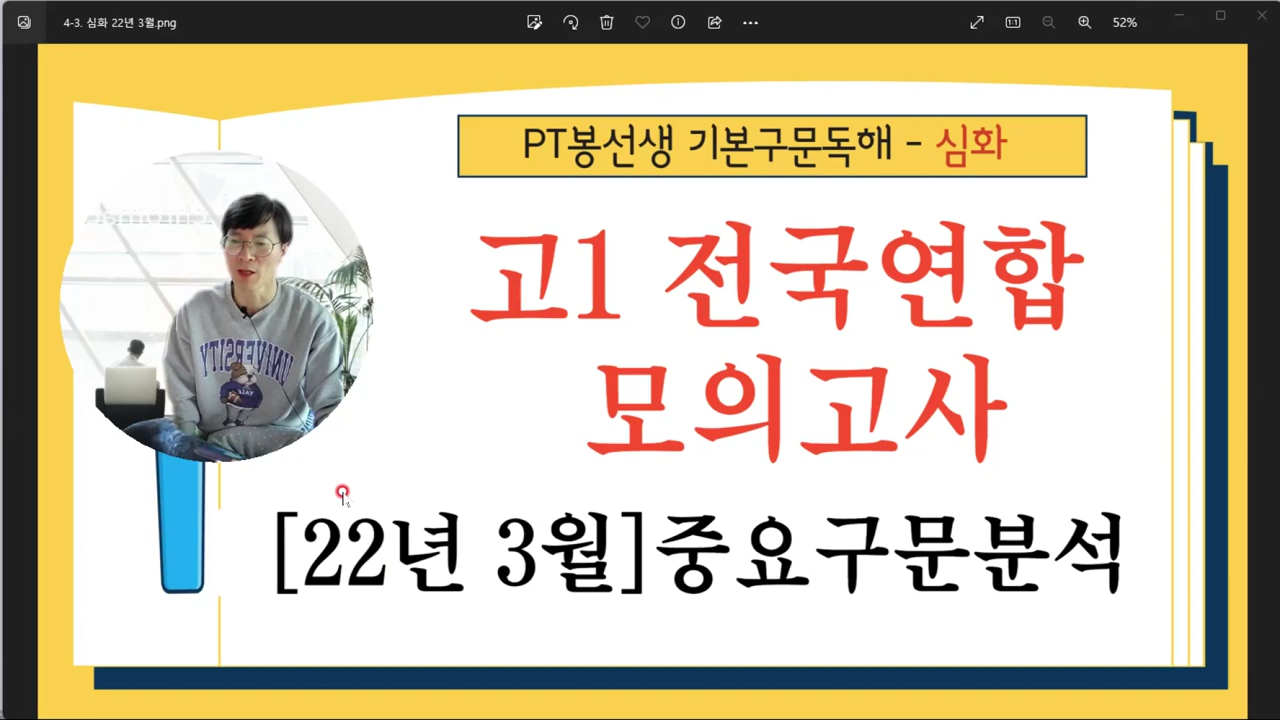 4-3. 심화 22년 3월.png
52%
PT봉선생 기본구문독해 - 심화
고1 전국연합
모의고사
UNIVERSITY
[22년 3월]중요구문분석